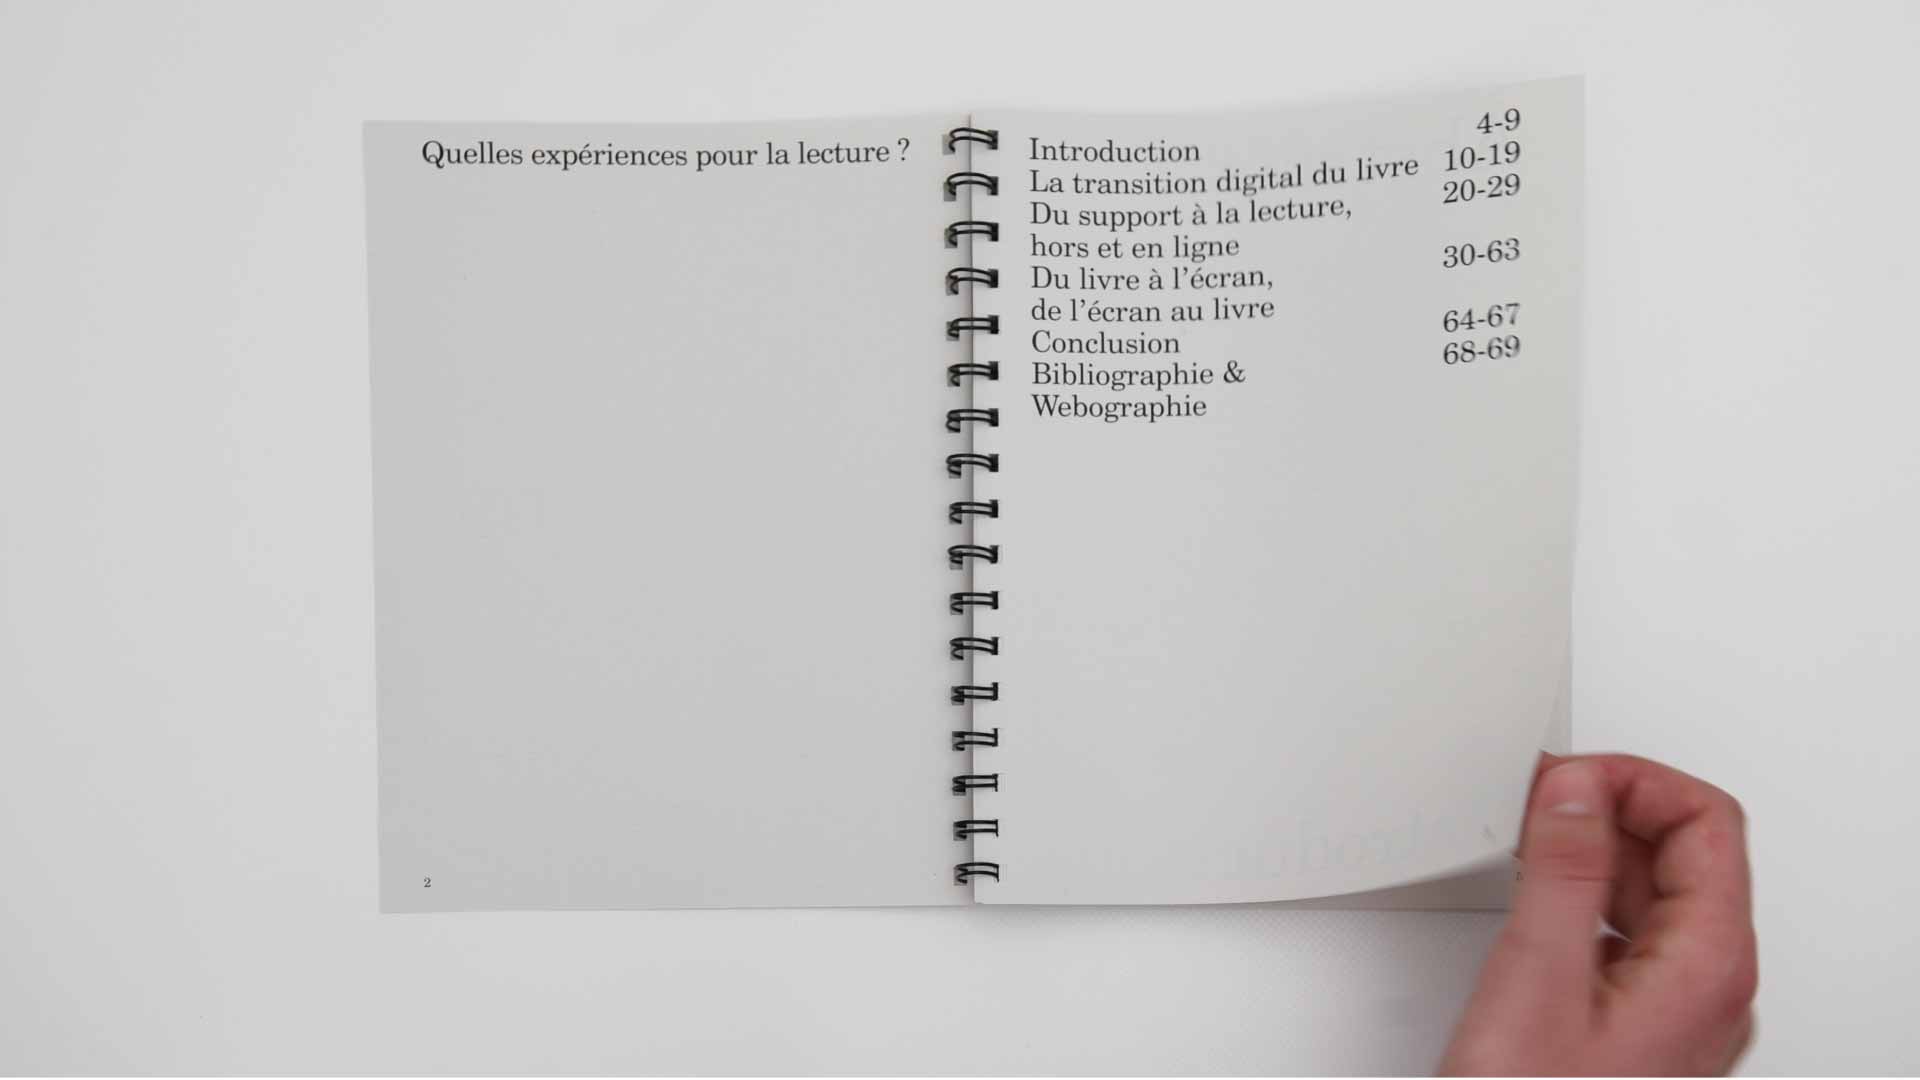 Quelles expériences pour la lecture ?
2
Introduction 4-9
La transition digital du livre 10-19
Du support à la lecture, 20-29
hors et en ligne
Du livre à l'écran, 30-63
de l'écran au livre
Conclusion 64-67
Bibliographie & 68-69
Webographie